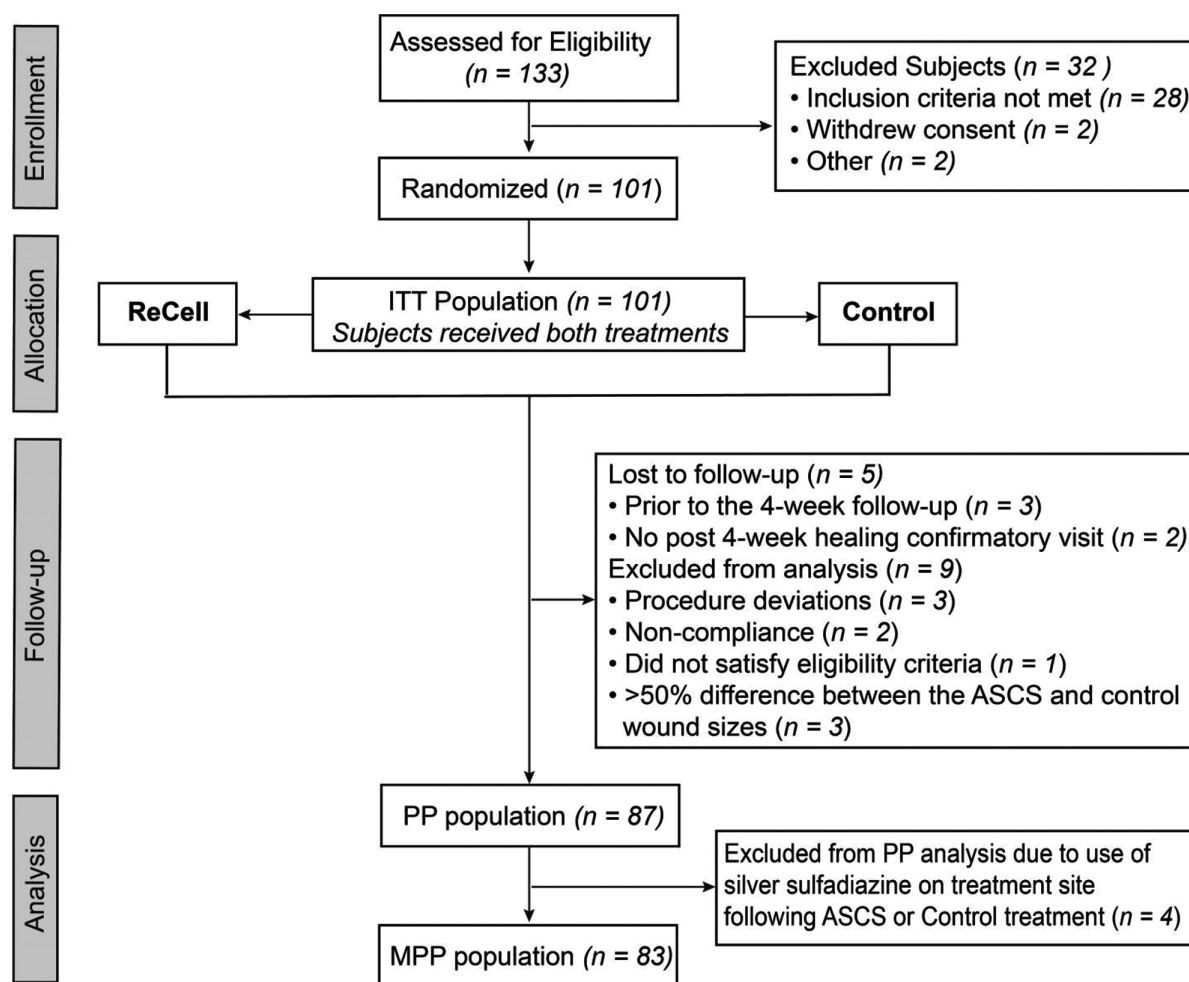 Enrollment
Assessed for Eligibility
(n = 133)
Excluded Subjects (n = 32 )
• Inclusion criteria not met (n = 28)
• Withdrew consent (n = 2)
• Other (n = 2)
Randomized (n = 101)
Allocation
ReCell
ITT Population (n = 101)
Subjects received both treatments
Control
Follow-up
Lost to follow-up (n = 5)
• Prior to the 4-week follow-up (n = 3)
• No post 4-week healing confirmatory visit (n = 2)
Excluded from analysis (n = 9)
• Procedure deviations (n = 3)
• Non-compliance (n = 2)
• Did not satisfy eligibility criteria (n = 1)
• >50% difference between the ASCS and control
wound sizes (n = 3)
Analysis
PP population (n = 87)
Excluded from PP analysis due to use of
silver sulfadiazine on treatment site
following ASCS or Control treatment (n = 4)
MPP population (n = 83)